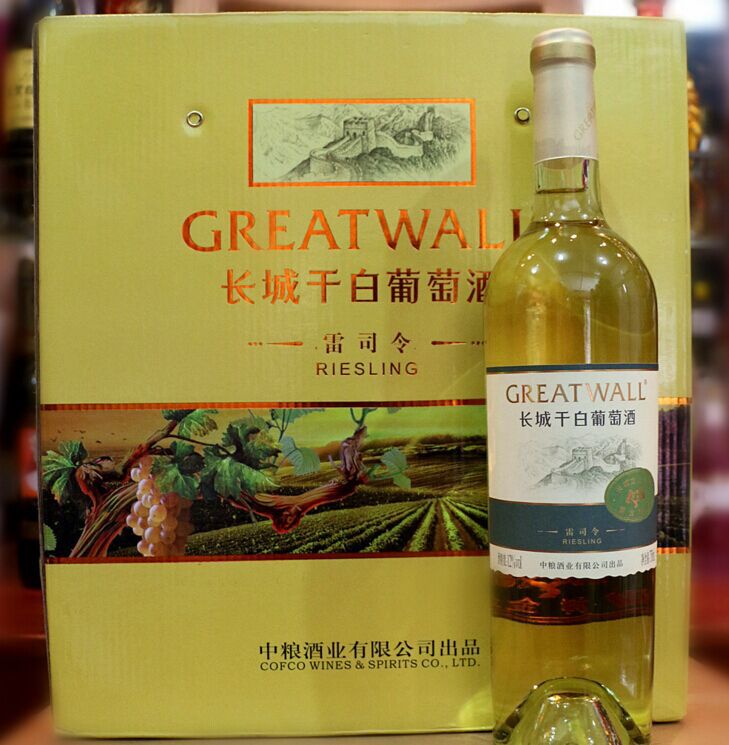 GREATWALL
长城干白葡萄酒
雷司令
RIESLING
中粮酒业有限公司出品
COFCO WINES & SPIRITS CO., LTD.
GREATWALL®
长城干白葡萄酒
雷司令
RIESLING
中粮酒业有限公司出品